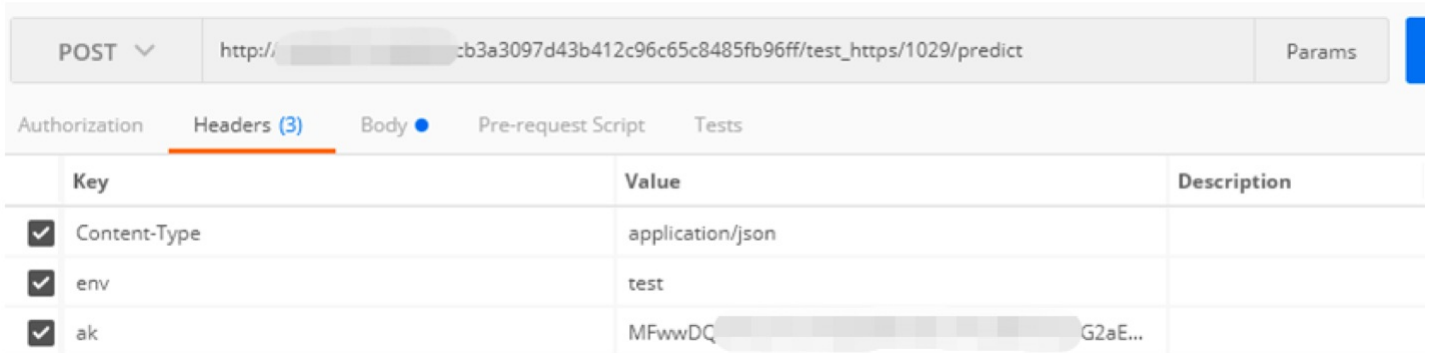 POST http:// cb3a3097d43b412c96c65c8485fb96ff/test_https/1029/predict Params
Authorization Headers (3) Body Pre-request Script Tests
Key Value Description
Content-Type application/json
env test
ak MFwwDQ G2aE...